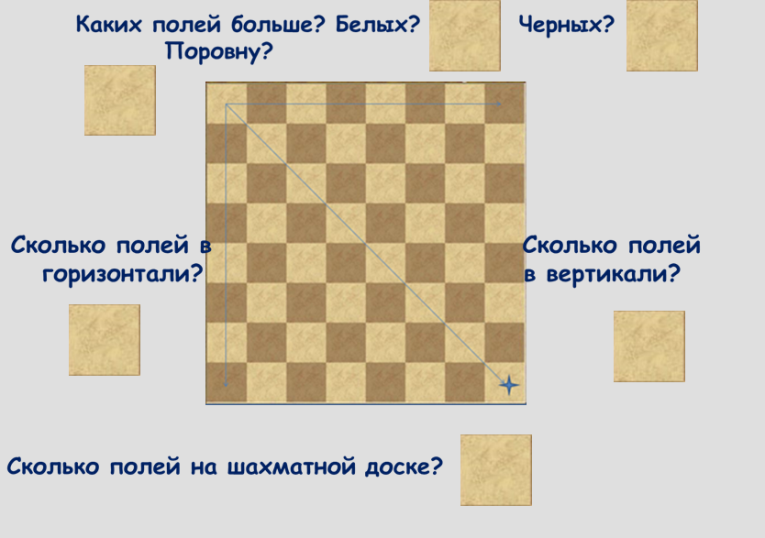 Каких полей больше? Белых? Черных?
Поровну?
Сколько полей в
горизонтали?
Сколько полей
в вертикали?
Сколько полей на шахматной доске?